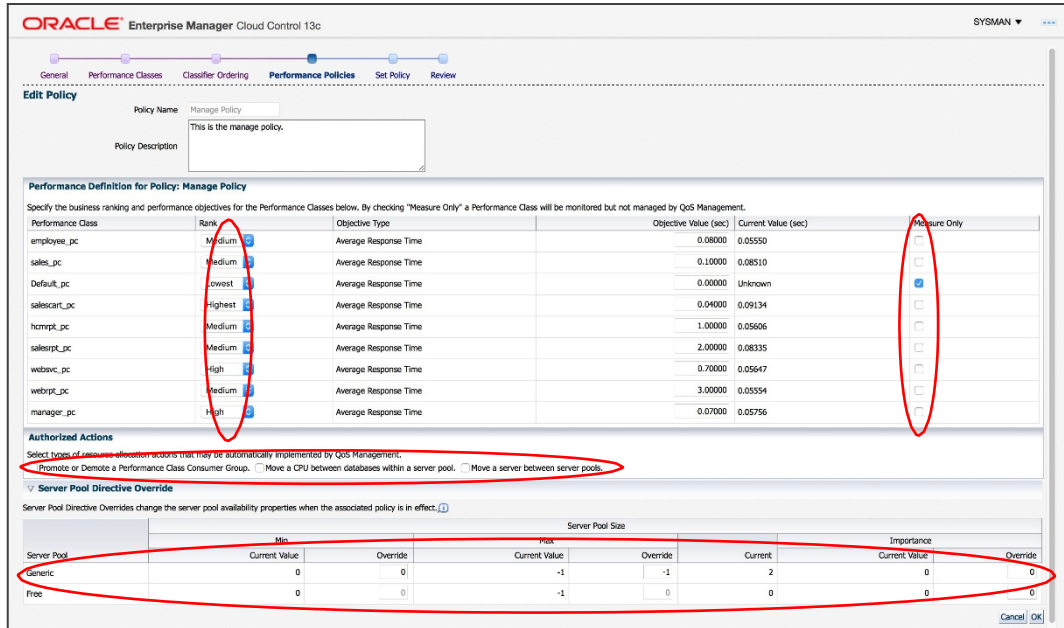 ORACLE Enterprise Manager Cloud Control 13c SYSMAN ▼
General Performance Classes Classifier Ordering Performance Policies Set Policy Review
Edit Policy
Policy Name Manage Policy
Policy Description This is the manage policy.
Performance Definition for Policy: Manage Policy
Specify the business ranking and performance objectives for the Performance Classes below. By checking "Measure Only" a Performance Class will be monitored but not managed by QoS Management.
Performance Class Rank Objective Type Objective Value (sec) Current Value (sec) Measure Only
employee_pc Medium Average Response Time 0.08000 0.05550
sales_pc Medium Average Response Time 0.10000 0.08510
Default_pc Lowest Average Response Time 0.00000 Unknown
salescart_pc Highest Average Response Time 0.04000 0.09134
hcmrpt_pc Medium Average Response Time 1.00000 0.05606
salesrpt_pc Medium Average Response Time 2.00000 0.08335
websvc_pc High Average Response Time 0.70000 0.05647
webrpt_pc Medium Average Response Time 3.00000 0.05554
manager_pc High Average Response Time 0.07000 0.05756
Authorized Actions
Select types of resource allocation actions that may be automatically implemented by QoS Management.
Promote or Demote a Performance Class Consumer Group. Move a CPU between databases within a server pool. Move a server between server pools.
Server Pool Directive Override
Server Pool Directive Overrides change the server pool availability properties when the associated policy is in effect.
Server Pool Size
Min Max Importance
Server Pool Current Value Override Current Value Override Current Current Value Override
Generic 0 0 -1 -1 2 0 0
Free 0 0 -1 0 0 0 0
Cancel OK